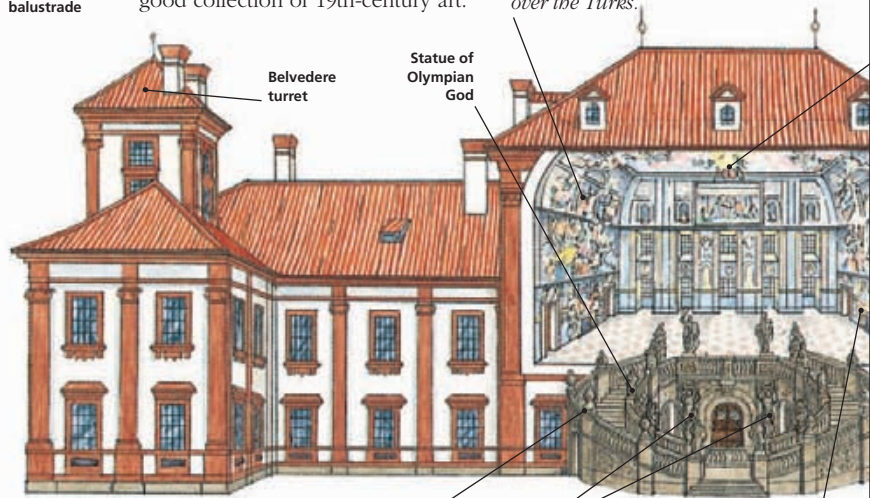 balustrade
good collection of 19th-century art.
over the Turks.
Belvedere
turret
Statue of
Olympian
God